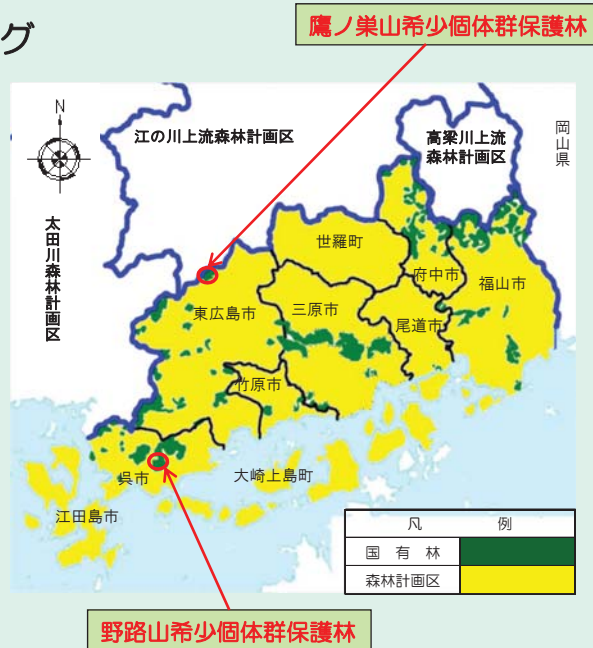 グ
鷹ノ巣山希少個体群保護林
N
江の川上流森林計画区
高梁川上流
森林計画区
岡山県
太田川森林計画区
世羅町
府中市
福山市
東広島市
三原市
尾道市
竹原市
呉市
大崎上島町
江田島市
凡 例
国 有 林
森林計画区
野路山希少個体群保護林